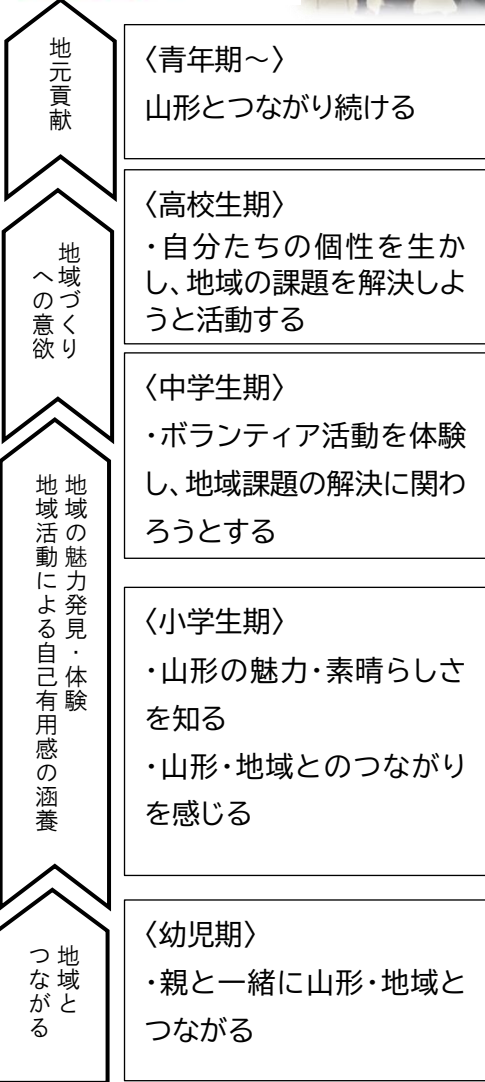 地元貢献
〈青年期～〉
山形とつながり続ける
地域づくり
への意欲
〈高校生期〉
・自分たちの個性を生か
し、地域の課題を解決しよ
うと活動する
〈中学生期〉
・ボランティア活動を体験
し、地域課題の解決に関わ
ろうとする
地域の魅力発見・体験
地域活動による自己有用感の涵養
〈小学生期〉
・山形の魅力・素晴らしさ
を知る
・山形・地域とのつながり
を感じる
地域と
つながる
〈幼児期〉
・親と一緒に山形・地域と
つながる